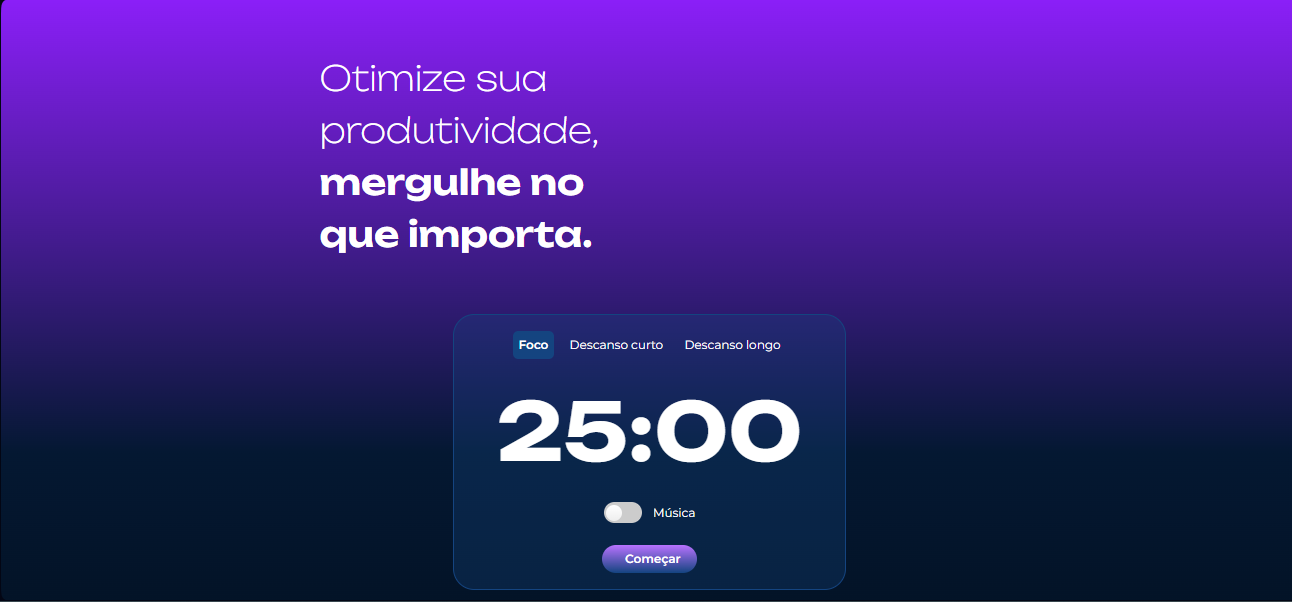 Otimize sua
produtividade,
mergulhe no
que importa.
Foco Descanso curto Descanso longo
25:00
Música
Começar